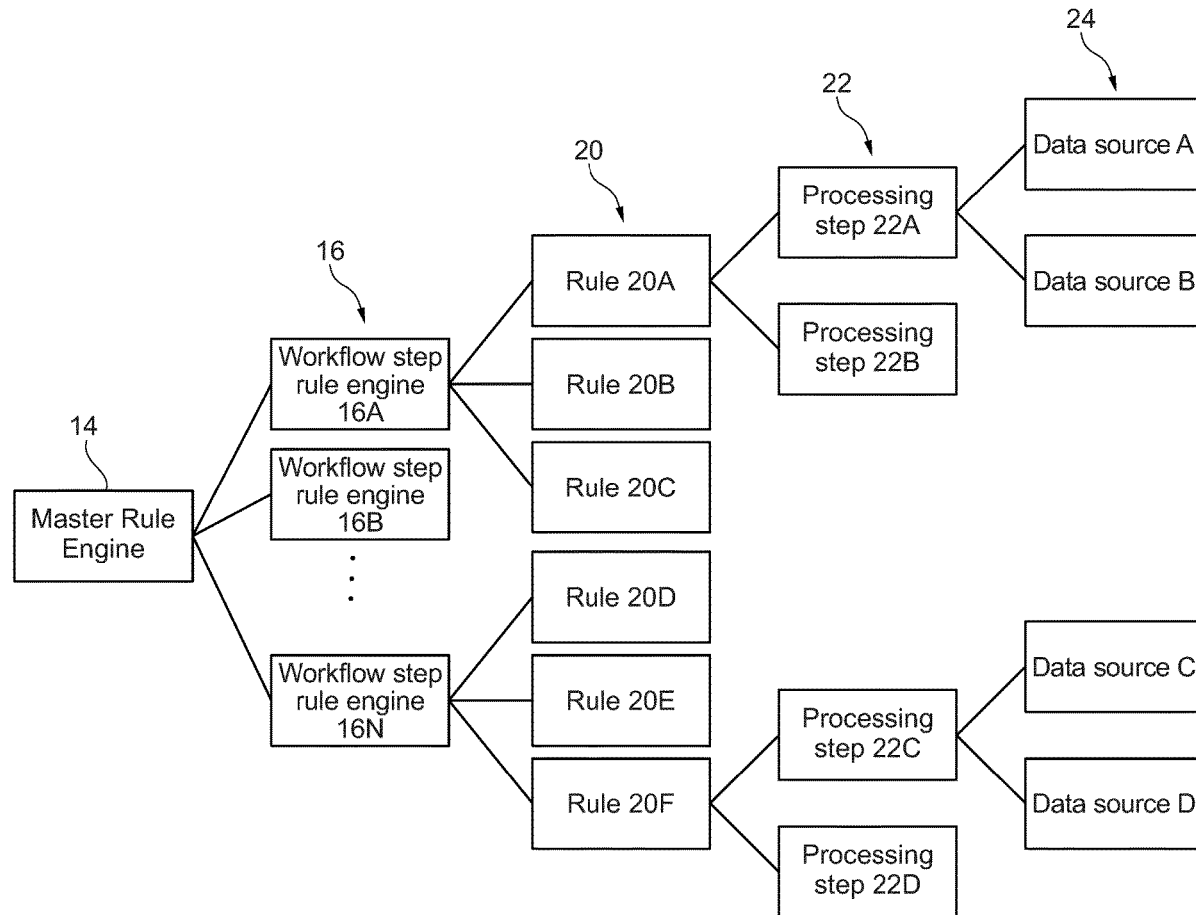 24
Data source A
22
Processing
step 22A
20
Data source B
Rule 20A
16
Processing
step 22B
Workflow step
rule engine
16A
Rule 20B
14
Workflow step
rule engine
16B
Rule 20C
Master Rule
Engine
Rule 20D
Data source C
Workflow step
rule engine
16N
Rule 20E
Processing
step 22C
Rule 20F
Data source D
Processing
step 22D